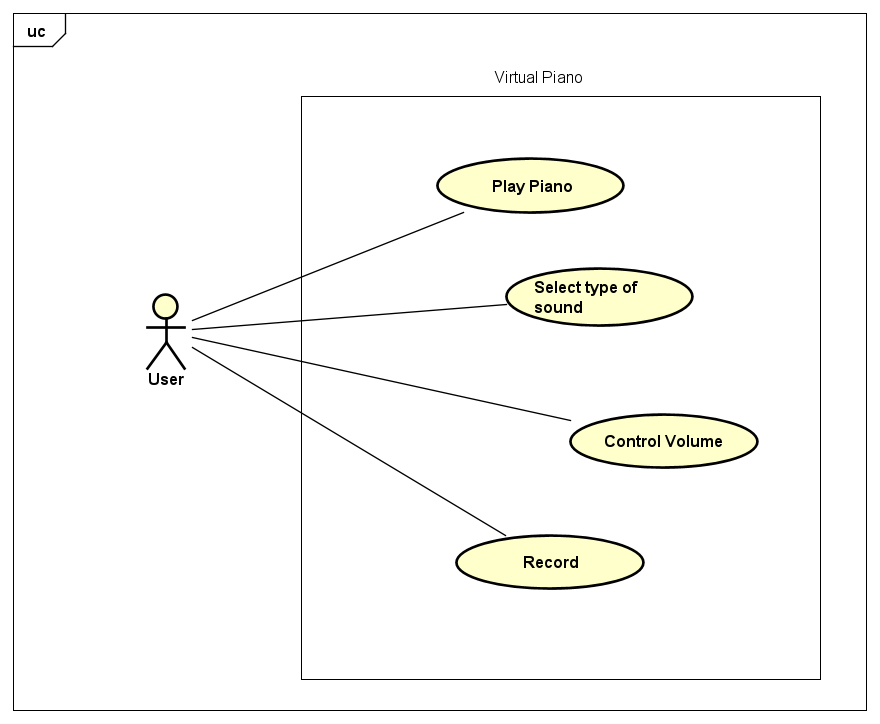 uc
Virtual Piano
Play Piano
Select type of
sound
User
Control Volume
Record